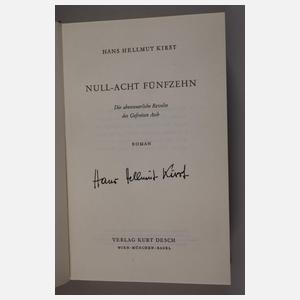 HANS HELLMUT KIRST
NULL-ACHT FÜNFZEHN
Die abenteuerliche Revolte
des Gefreiten Asch
ROMAN
Hans Hellmut Kirst
VERLAG KURT DESCH
WIEN·MÜNCHEN·BASEL